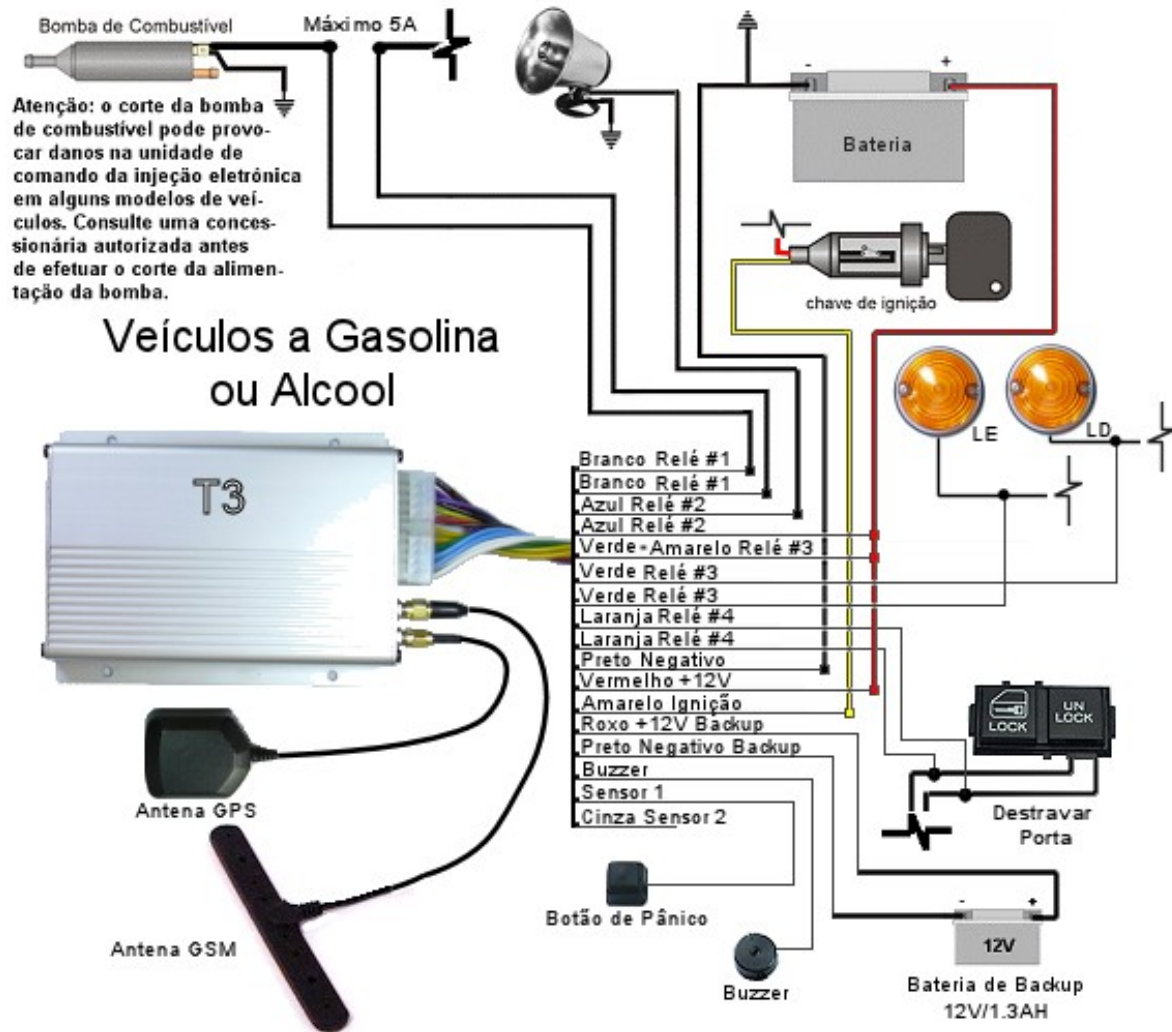 Bomba de Combustível
Máximo 5A
Atenção: o corte da bomba
de combustível pode provo-
car danos na unidade de
comando da injeção eletrónica
em alguns modelos de veí-
culos. Consulte uma conces-
sionária autorizada antes
de efetuar o corte da alimen-
tação da bomba.
- +
Bateria
chave de ignição
Veículos a Gasolina
ou Alcool
LE
LD
T3
Branco Relé #1
Branco Relé #1
Azul Relé #2
Azul Relé #2
Verde-Amarelo Relé #3
Verde Relé #3
Verde Relé #3
Laranja Relé #4
Laranja Relé #4
Preto Negativo
Vermelho +12V
Amarelo Ignição
Roxo +12V Backup
Preto Negativo Backup
Buzzer
Sensor 1
Cinza Sensor 2
LOCK
UN
LOCK
Destravar
Porta
Antena GPS
Antena GSM
Botão de Pânico
Buzzer
- +
12V
Bateria de Backup
12V/1.3AH